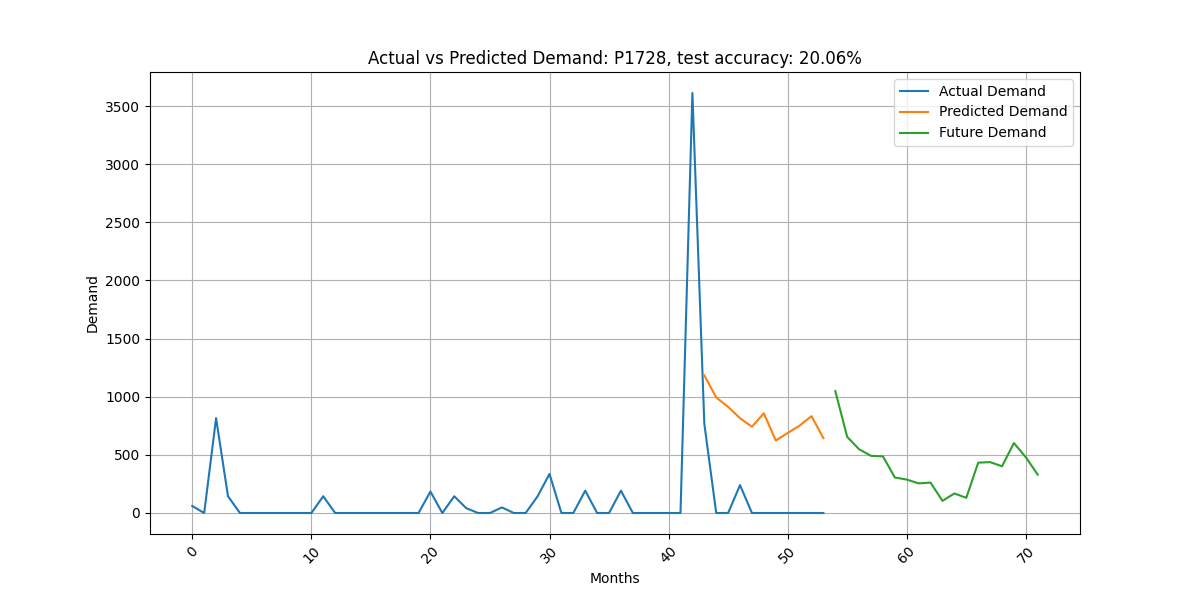 Actual vs Predicted Demand: P1728, test accuracy: 20.06%
Actual Demand
Predicted Demand
Future Demand
3500
3000
2500
2000
1500
1000
500
0
Demand
0
10
20
30
40
50
60
70
Months